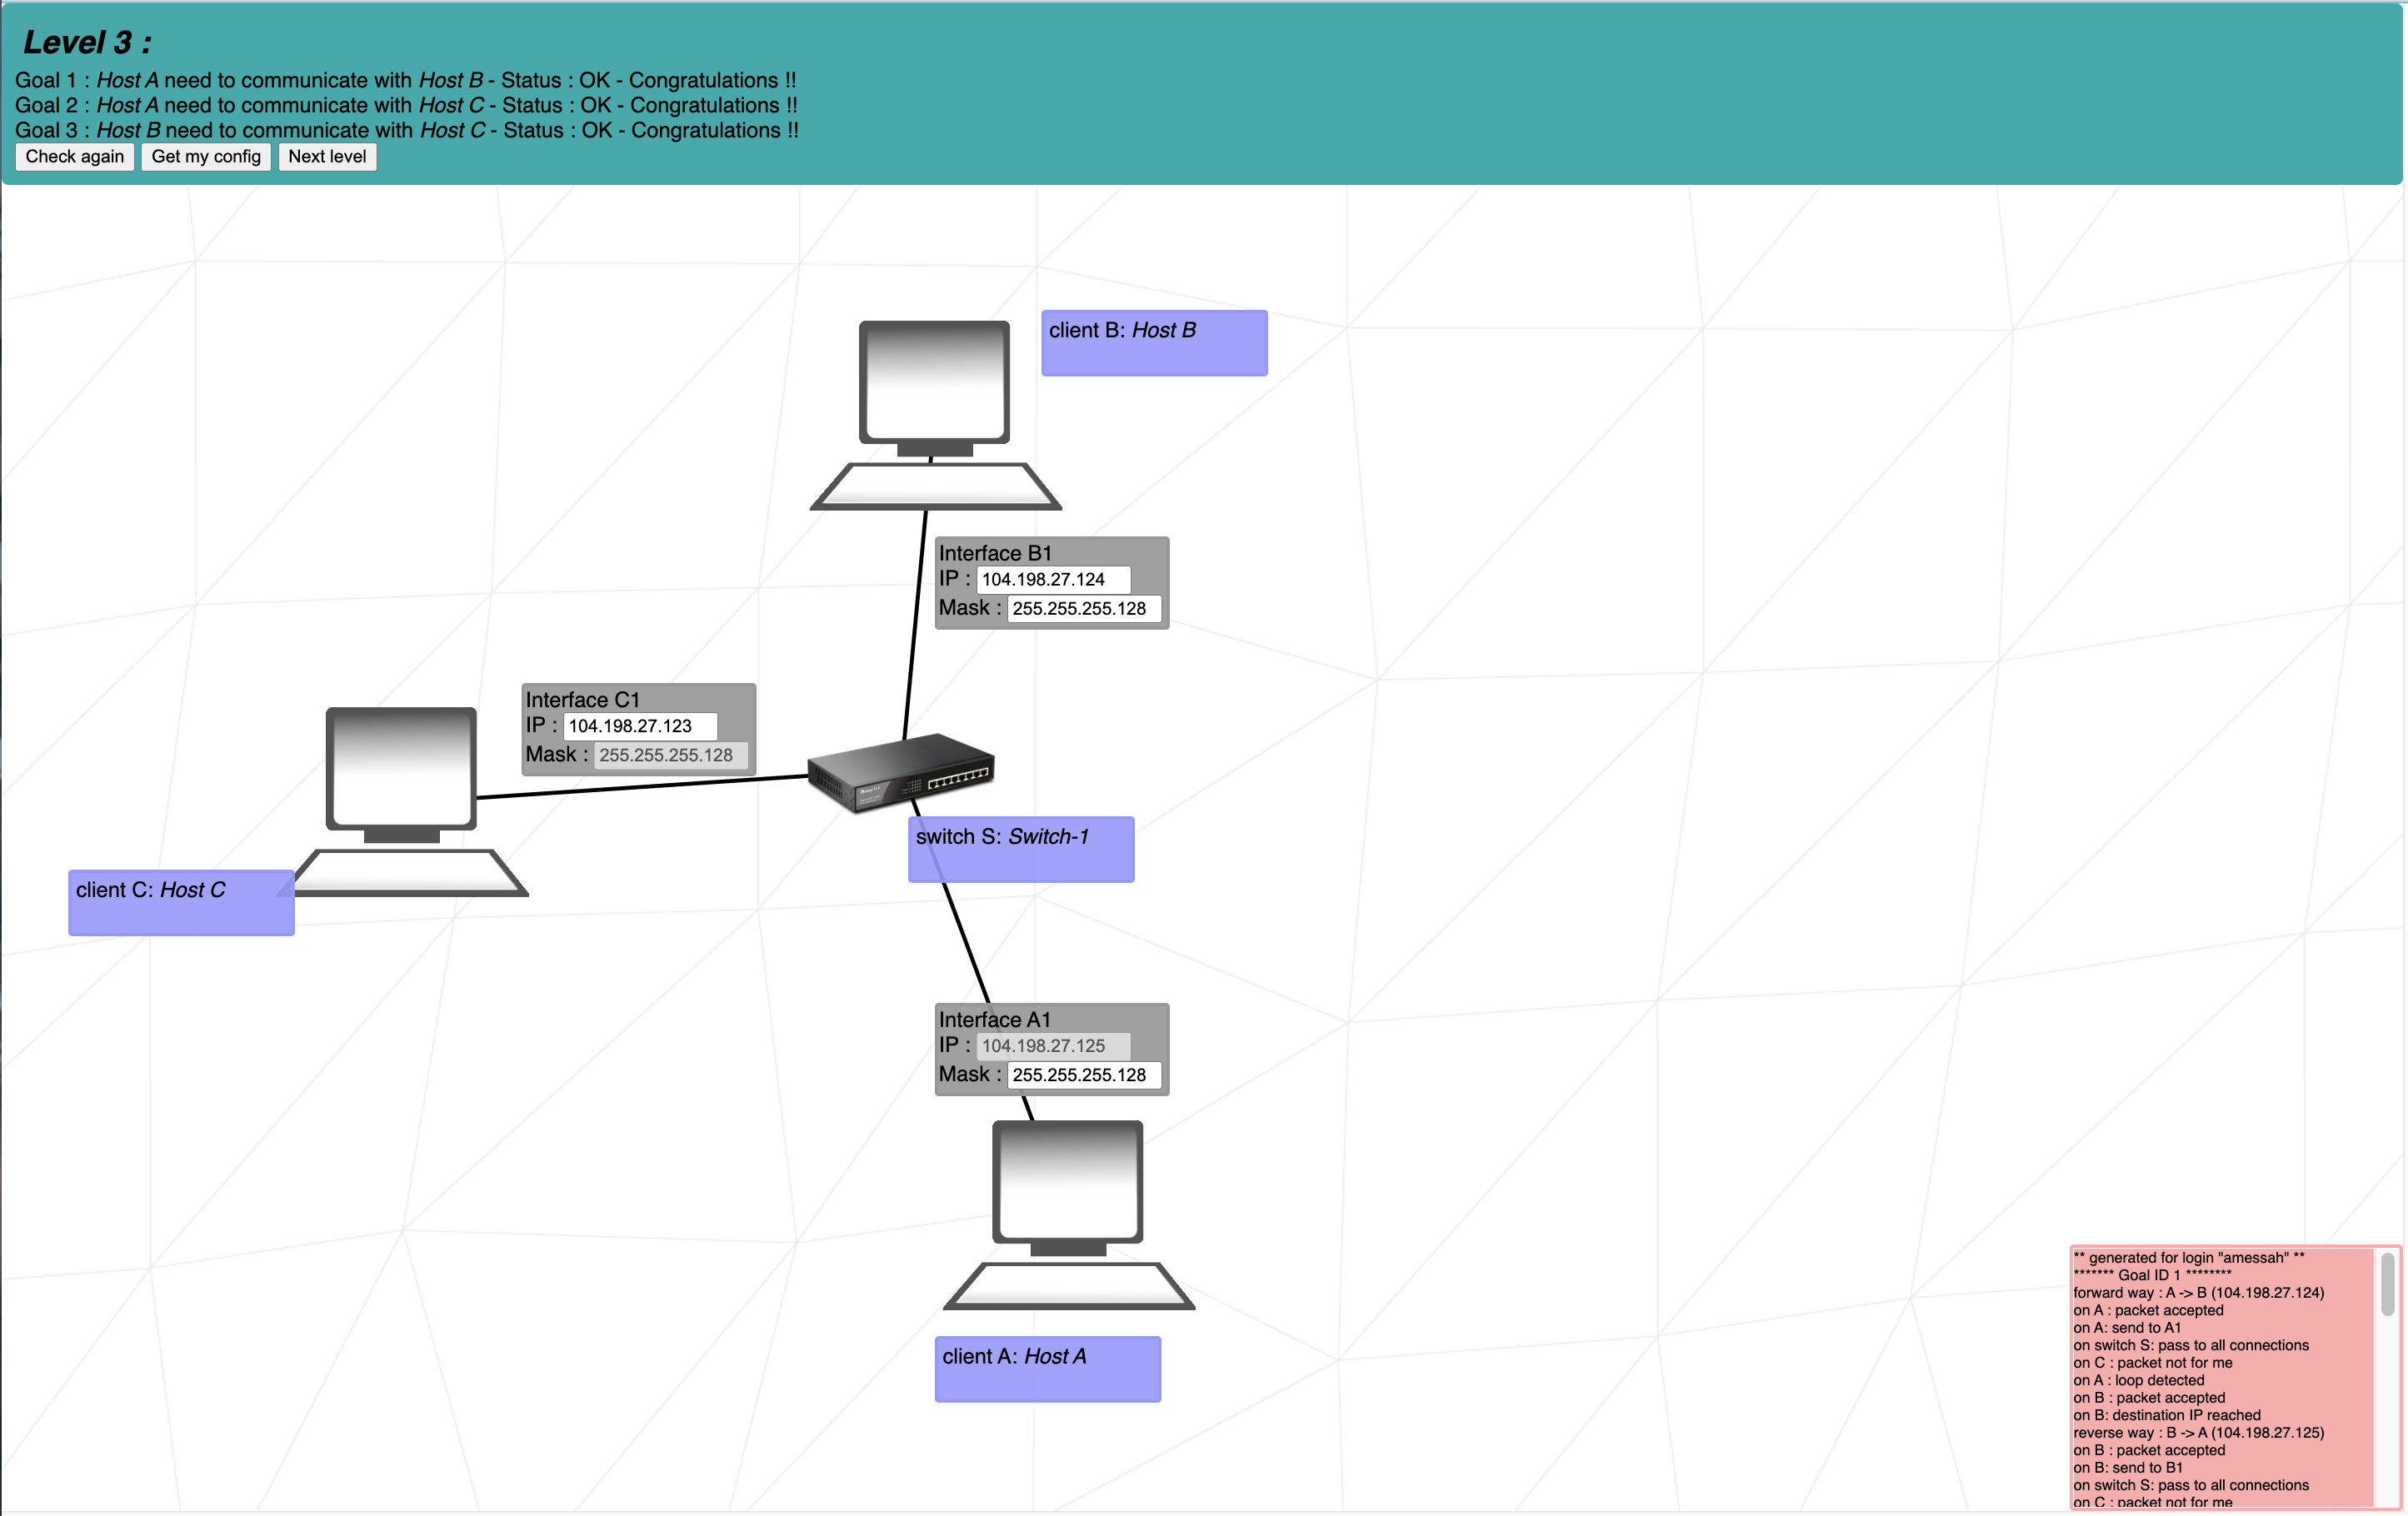 Level 3 :
Goal 1 : Host A need to communicate with Host B - Status : OK - Congratulations !!
Goal 2 : Host A need to communicate with Host C - Status : OK - Congratulations !!
Goal 3 : Host B need to communicate with Host C - Status : OK - Congratulations !!
Check again Get my config Next level
client B: Host B
Interface B1
IP : 104.198.27.124
Mask : 255.255.255.128
Interface C1
IP : 104.198.27.123
Mask : 255.255.255.128
switch S: Switch-1
client C: Host C
Interface A1
IP : 104.198.27.125
Mask : 255.255.255.128
client A: Host A
** generated for login "amessah" **
******* Goal ID 1 ********
forward way : A -> B (104.198.27.124)
on A : packet accepted
on A: send to A1
on switch S: pass to all connections
on C : packet not for me
on A : loop detected
on B : packet accepted
on B: destination IP reached
reverse way : B -> A (104.198.27.125)
on B : packet accepted
on B: send to B1
on switch S: pass to all connections
on C : packet not for me